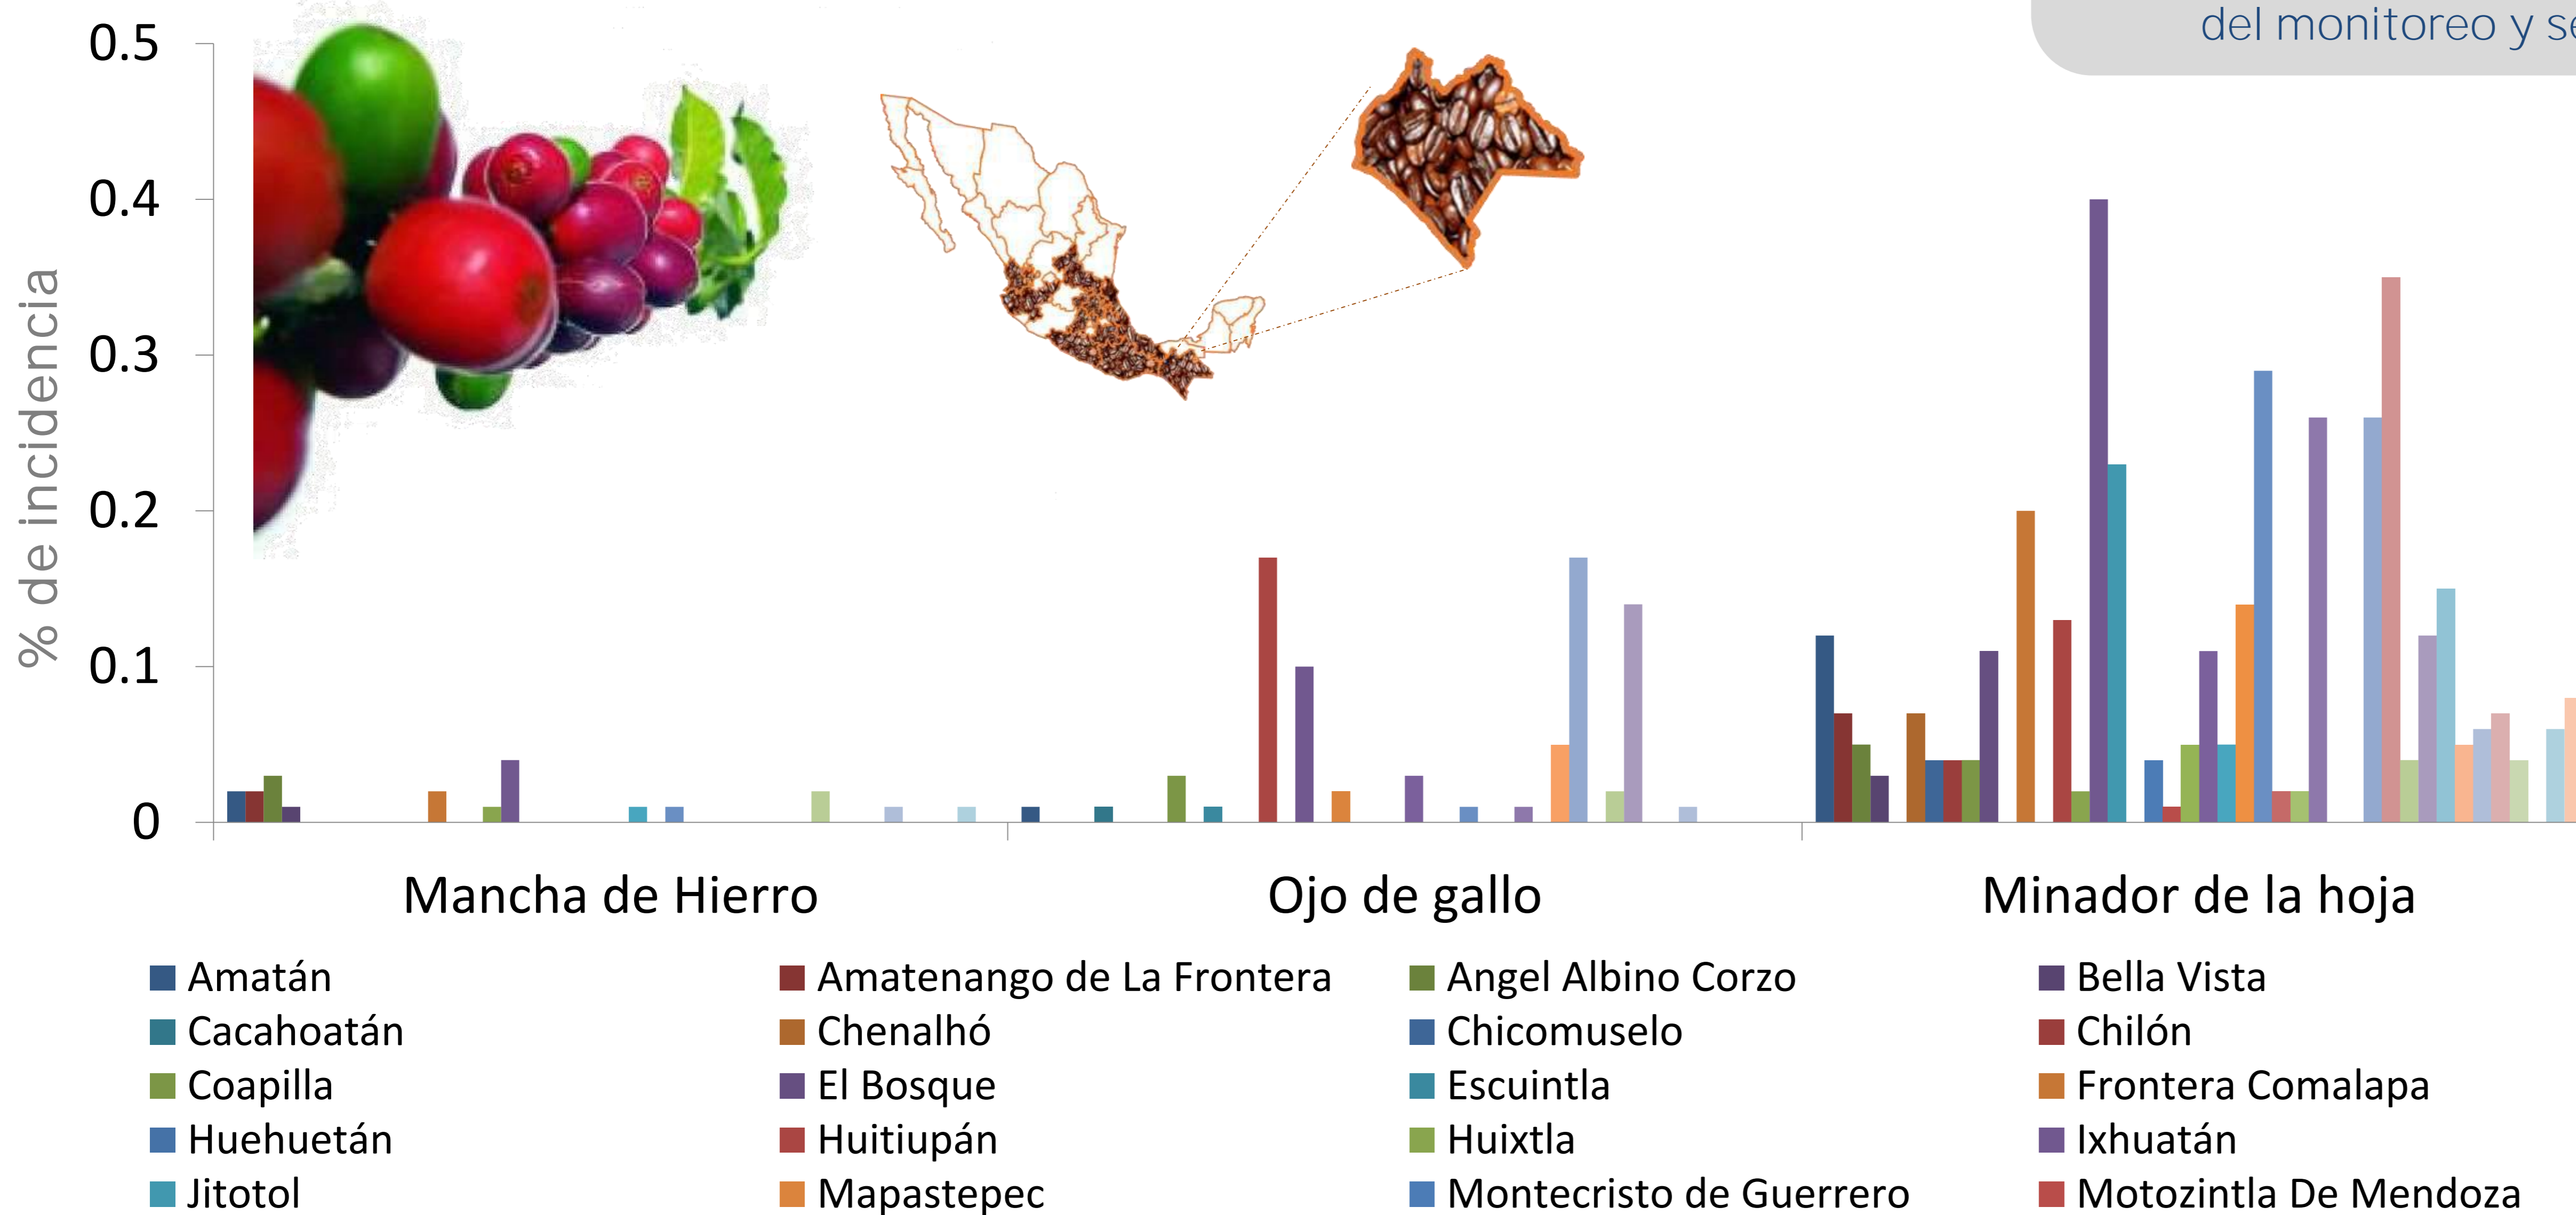 del monitoreo y se
% de incidencia
0.5
0.4
0.3
0.2
0.1
0
Mancha de Hierro
Ojo de gallo
Minador de la hoja
Amatán
Amatenango de La Frontera
Angel Albino Corzo
Bella Vista
Cacahoatán
Chenalhó
Chicomuselo
Chilón
Coapilla
El Bosque
Escuintla
Frontera Comalapa
Huehuetán
Huitiupán
Huixtla
Ixhuatán
Jitotol
Mapastepec
Montecristo de Guerrero
Motozintla De Mendoza